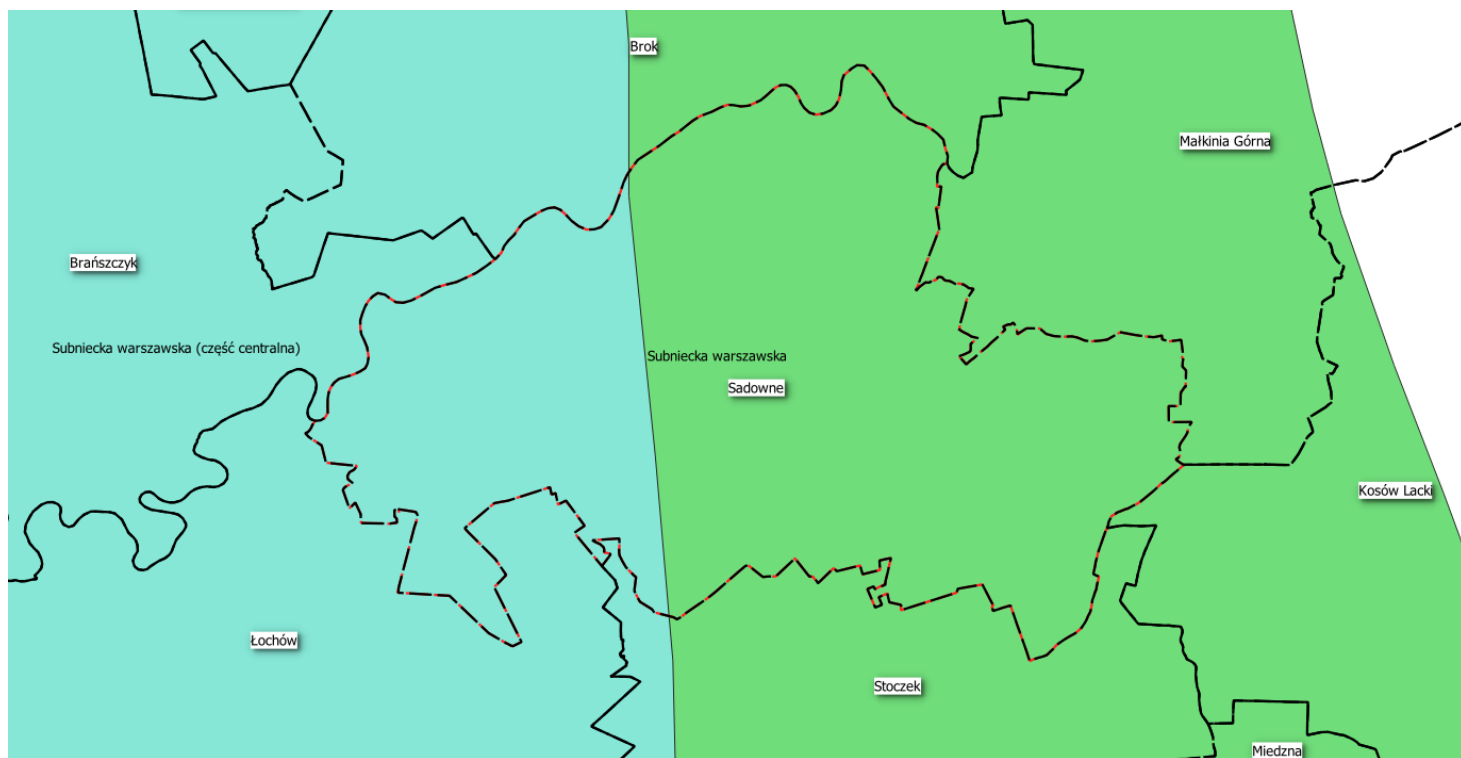 Brok
Małkinia Górna
Brańszczyk
Subniecka warszawska (część centralna)
Subniecka warszawska
Sadowne
Kosów Lacki
Łochów
Stoczek
Miedzna